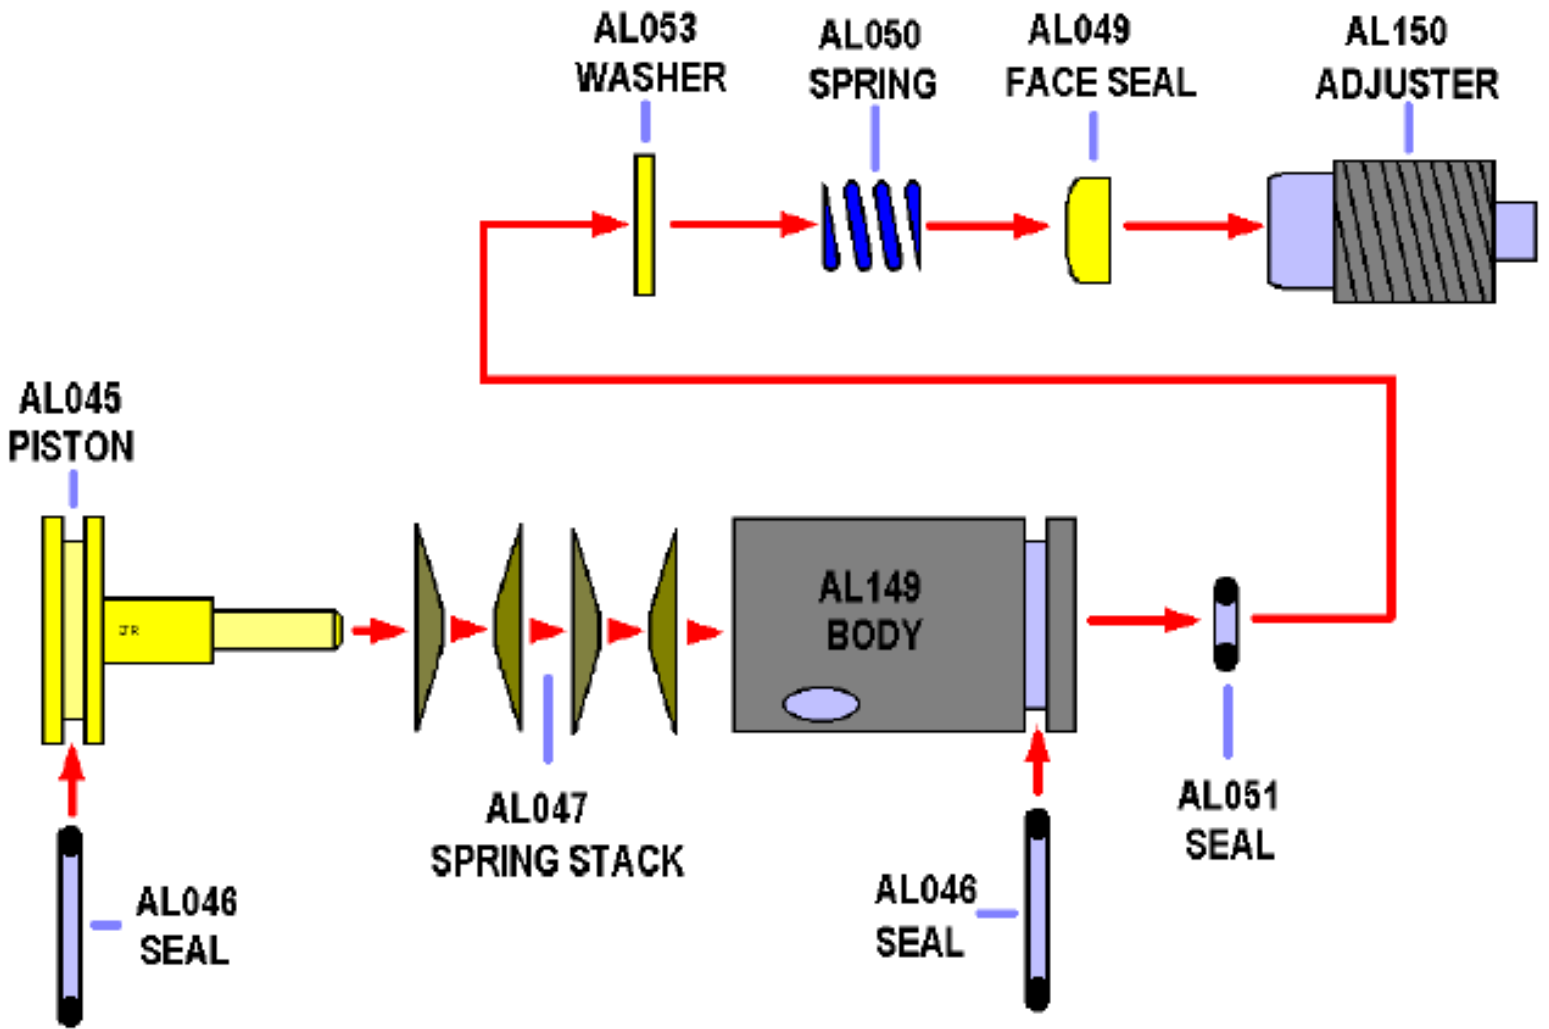 AL053
WASHER
AL050
SPRING
AL049
FACE SEAL
AL150
ADJUSTER
AL045
PISTON
JR
AL149
BODY
AL047
SPRING STACK
AL051
SEAL
AL046
SEAL
AL046
SEAL